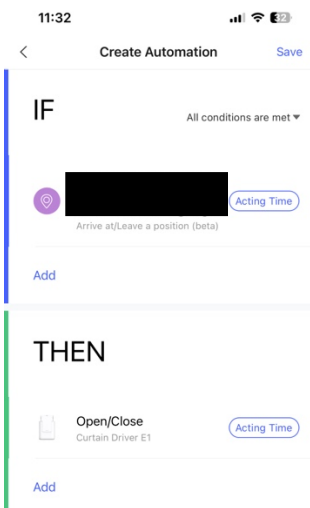 11:32
32
Create Automation
Save
IF
All conditions are met ▾
Acting Time
Arrive at/Leave a position (beta)
Add
THEN
Open/Close
Acting Time
Curtain Driver E1
Add